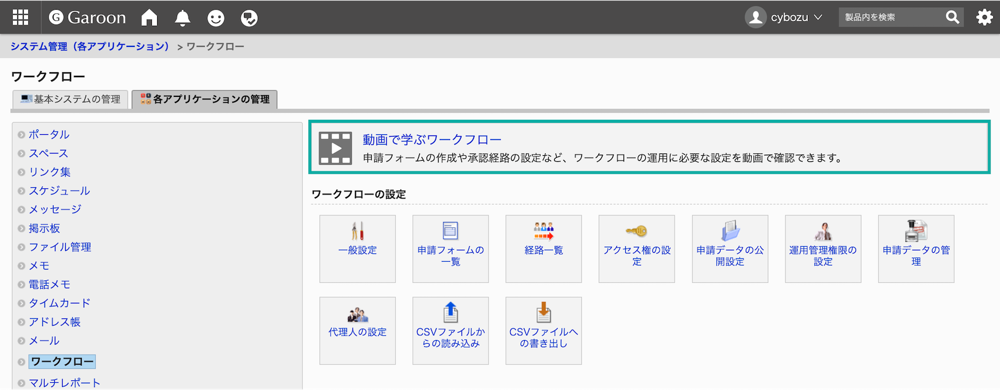 G Garoon
cybozu
製品内を検索
システム管理（各アプリケーション） > ワークフロー
ワークフロー
基本システムの管理
各アプリケーションの管理
ポータル
スペース
リンク集
スケジュール
メッセージ
掲示板
ファイル管理
メモ
電話メモ
タイムカード
アドレス帳
メール
ワークフロー
マルチレポート
動画で学ぶワークフロー
申請フォームの作成や承認経路の設定など、ワークフローの運用に必要な設定を動画で確認できます。
ワークフローの設定
一般設定
申請フォームの
一覧
経路一覧
アクセス権の設
定
申請データの公
開設定
運用管理権限の
設定
申請データの管
理
代理人の設定
CSVファイルか
らの読み込み
CSVファイルへ
の書き出し